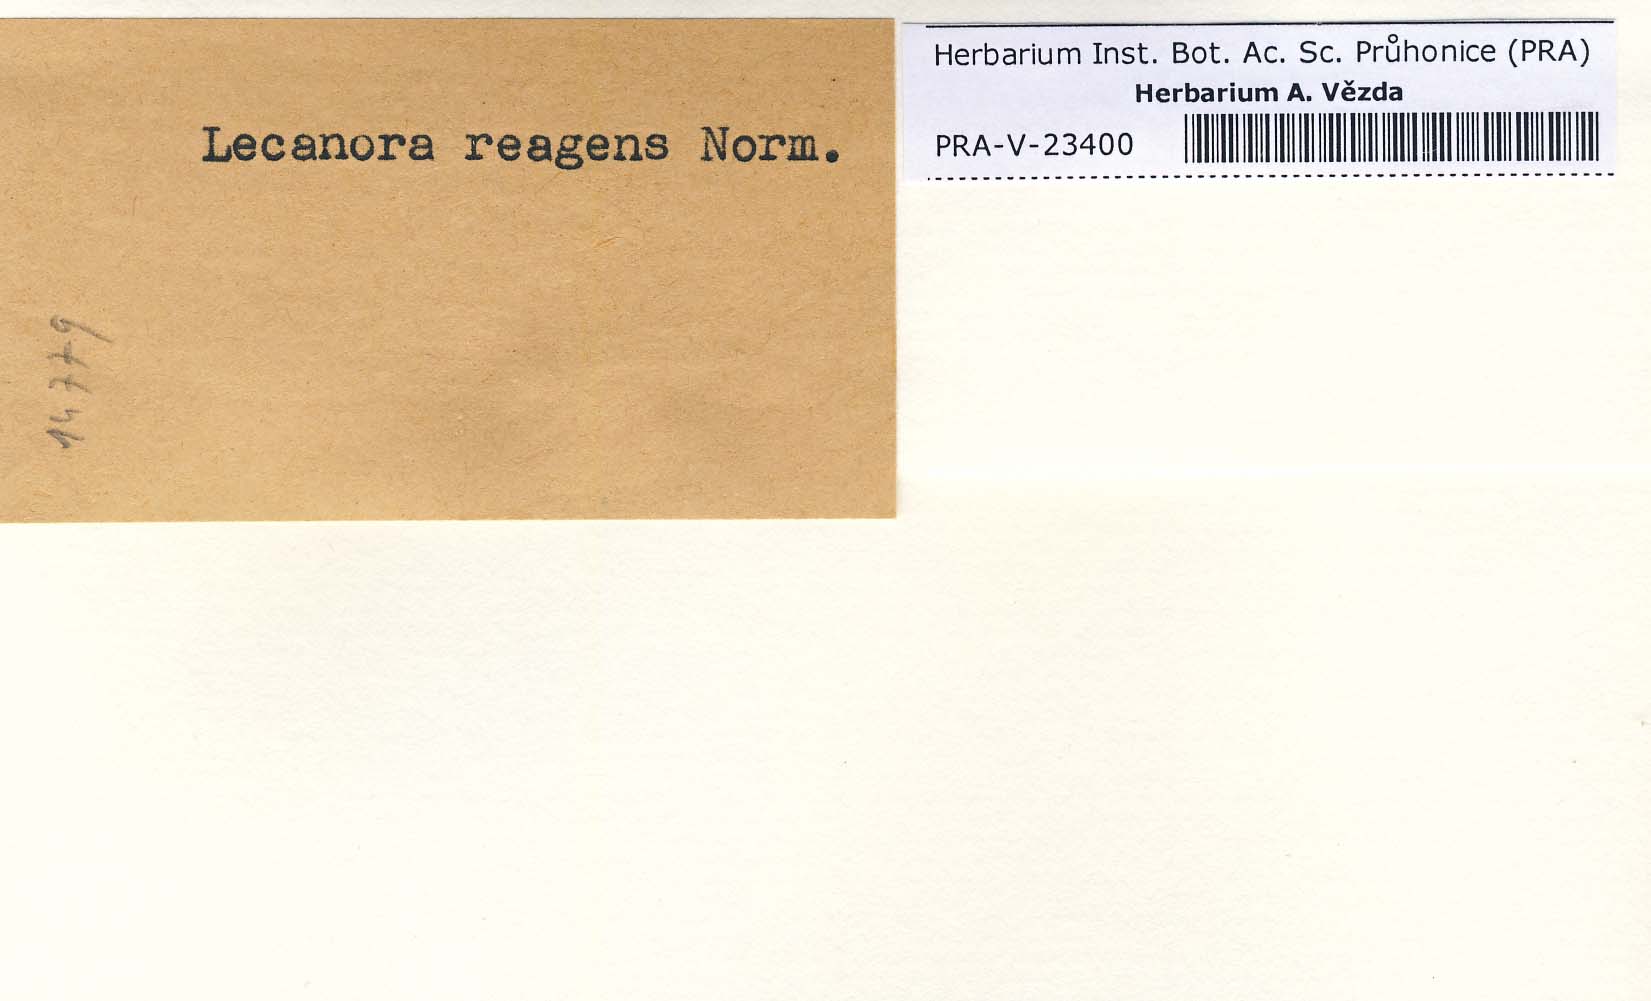 Lecanora reagens Norm.
14779
Herbarium Inst. Bot. Ac. Sc. Průhonice (PRA)
Herbarium A. Vězda
PRA-V-23400